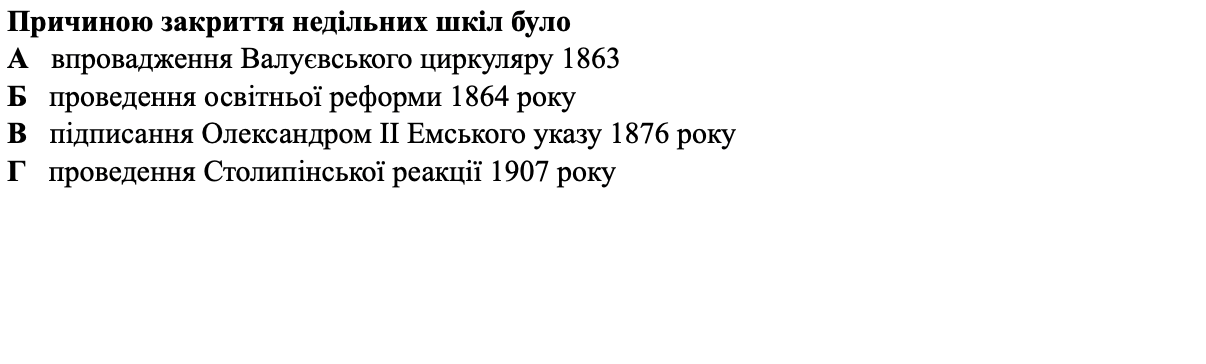 Причиною закриття недільних шкіл було
А впровадження Валуєвського циркуляру 1863
Б проведення освітньої реформи 1864 року
В підписання Олександром II Емського указу 1876 року
Г проведення Столипінської реакції 1907 року